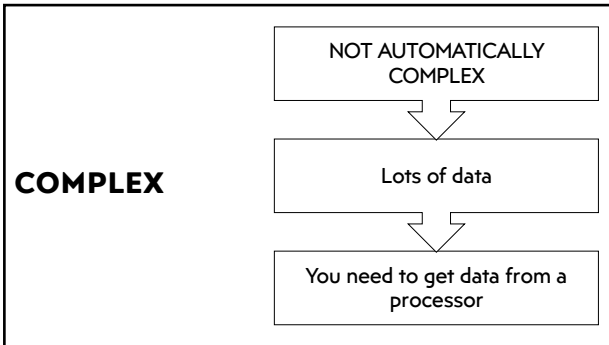 COMPLEX
NOT AUTOMATICALLY
COMPLEX
Lots of data
You need to get data from a
processor